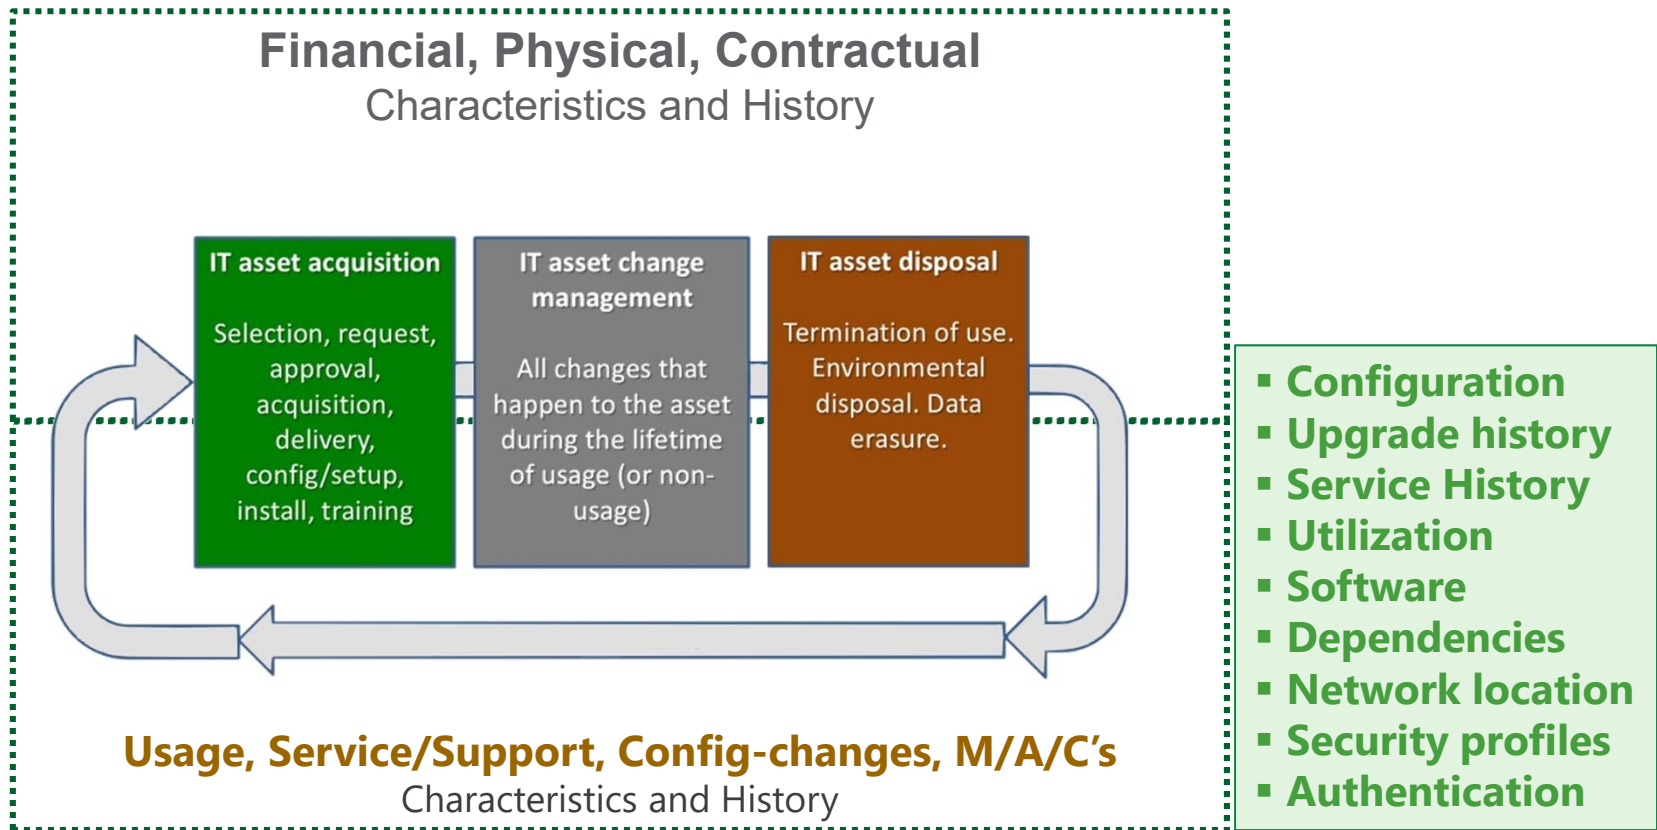 Financial, Physical, Contractual
Characteristics and History
IT asset acquisition
Selection, request,
approval,
acquisition,
delivery,
config/setup,
install, training
IT asset change
management
All changes that
happen to the asset
during the lifetime
of usage (or non-
usage)
IT asset disposal
Termination of use.
Environmental
disposal. Data
erasure.
Usage, Service/Support, Config-changes, M/A/C’s
Characteristics and History
▪ Configuration
▪ Upgrade history
▪ Service History
▪ Utilization
▪ Software
▪ Dependencies
▪ Network location
▪ Security profiles
▪ Authentication